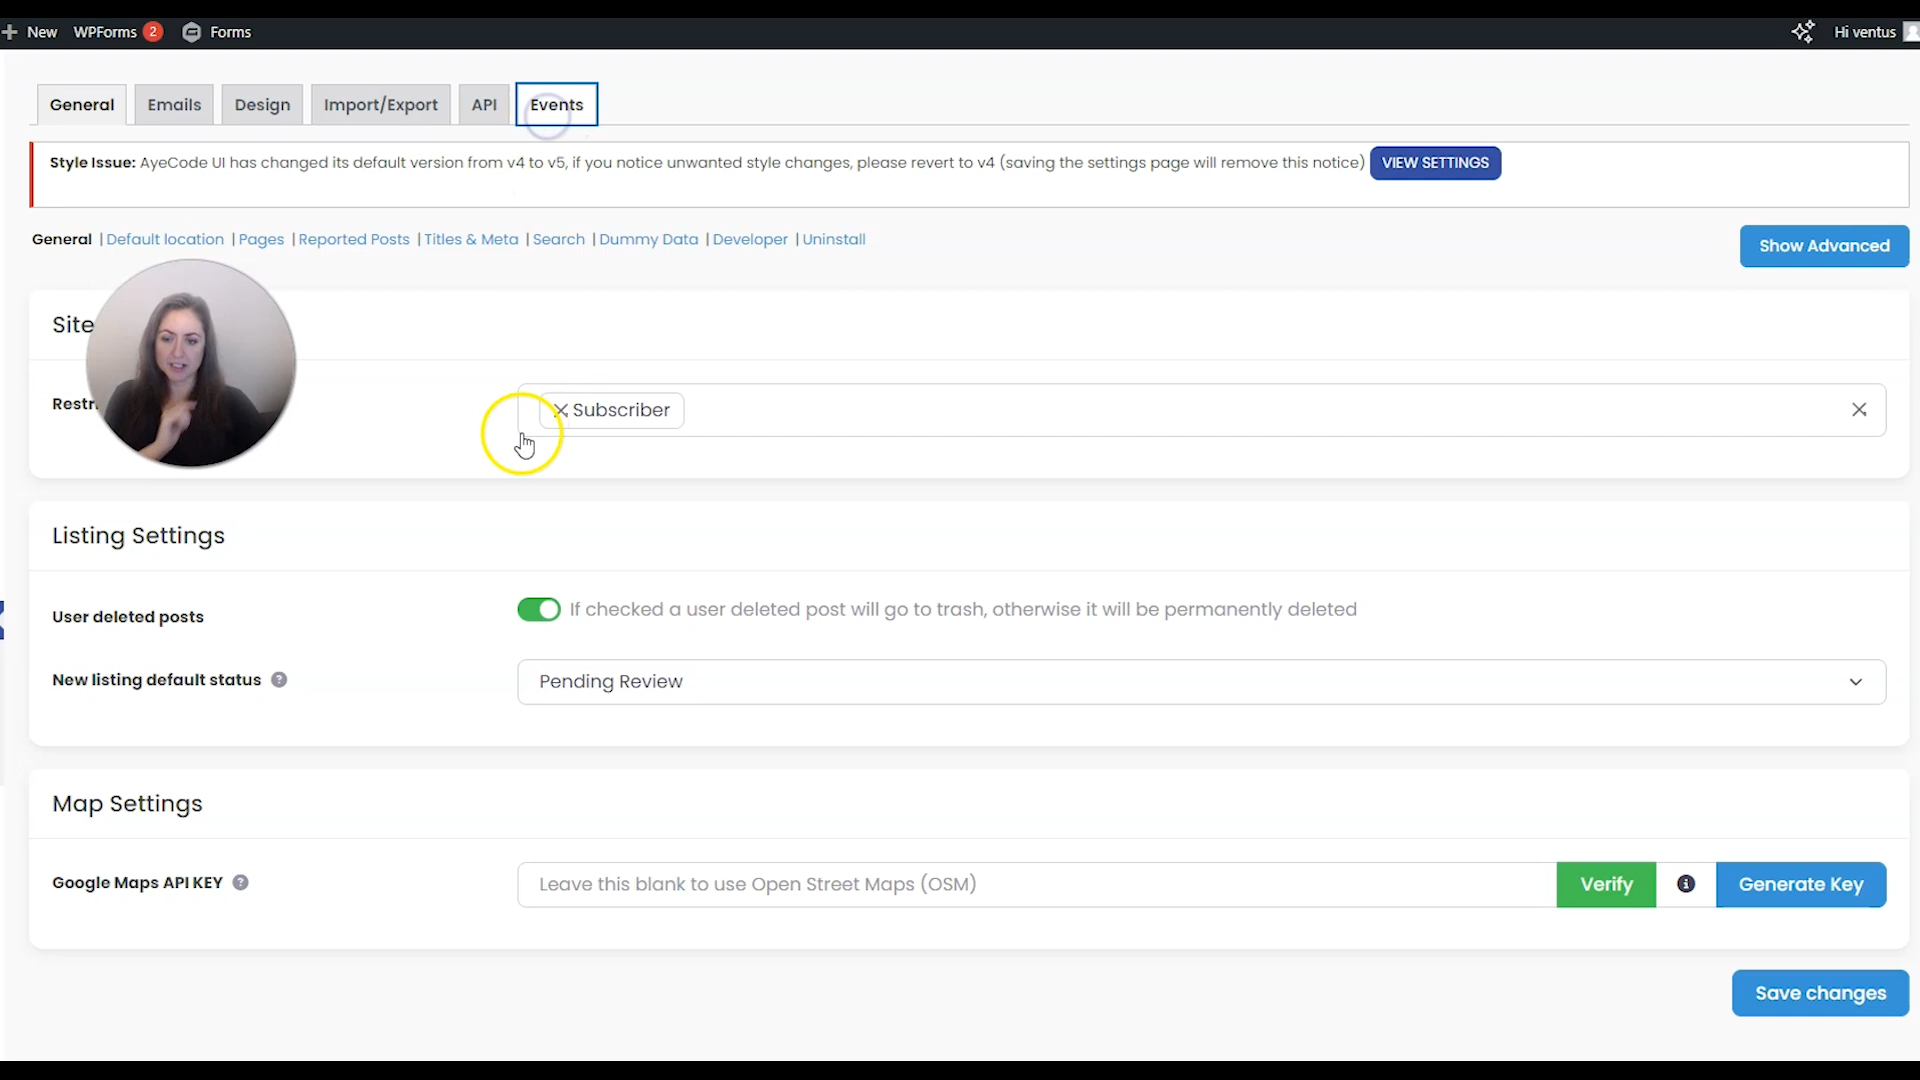 New WPForms 2 Forms Hi ventus
General Emails Design Import/Export API Events
Style Issue: AyeCode UI has changed its default version from v4 to v5, if you notice unwanted style changes, please revert to v4 (saving the settings page will remove this notice) VIEW SETTINGS
General | Default location | Pages | Reported Posts | Titles & Meta | Search | Dummy Data | Developer | Uninstall
Show Advanced
Site
Restr
Subscriber
Listing Settings
User deleted posts
If checked a user deleted post will go to trash, otherwise it will be permanently deleted
New listing default status ?
Pending Review
Map Settings
Google Maps API KEY ?
Leave this blank to use Open Street Maps (OSM)
Verify
Generate Key
Save changes